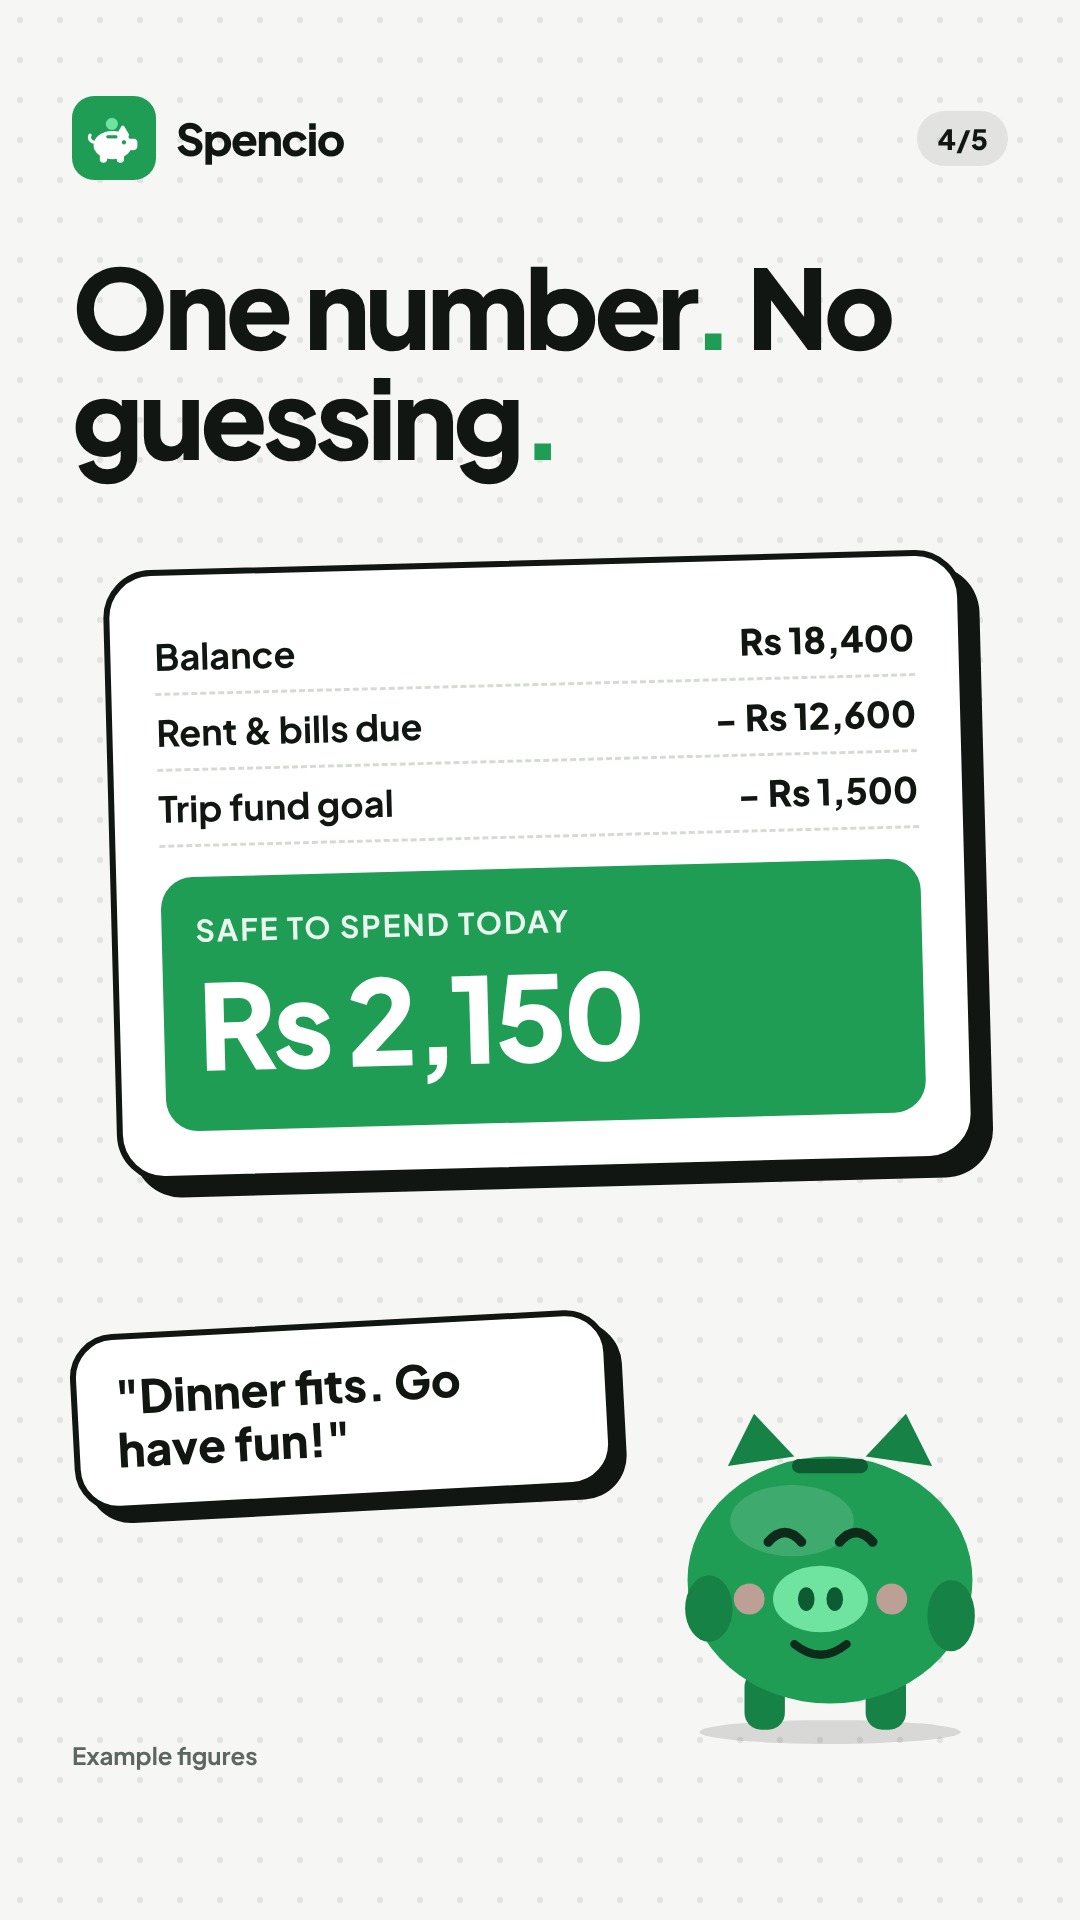 Spencio
4/5
One number. No
guessing.
Balance Rs 18,400
Rent & bills due – Rs 12,600
Trip fund goal – Rs 1,500
SAFE TO SPEND TODAY
Rs 2,150
"Dinner fits. Go
have fun!"
Example figures